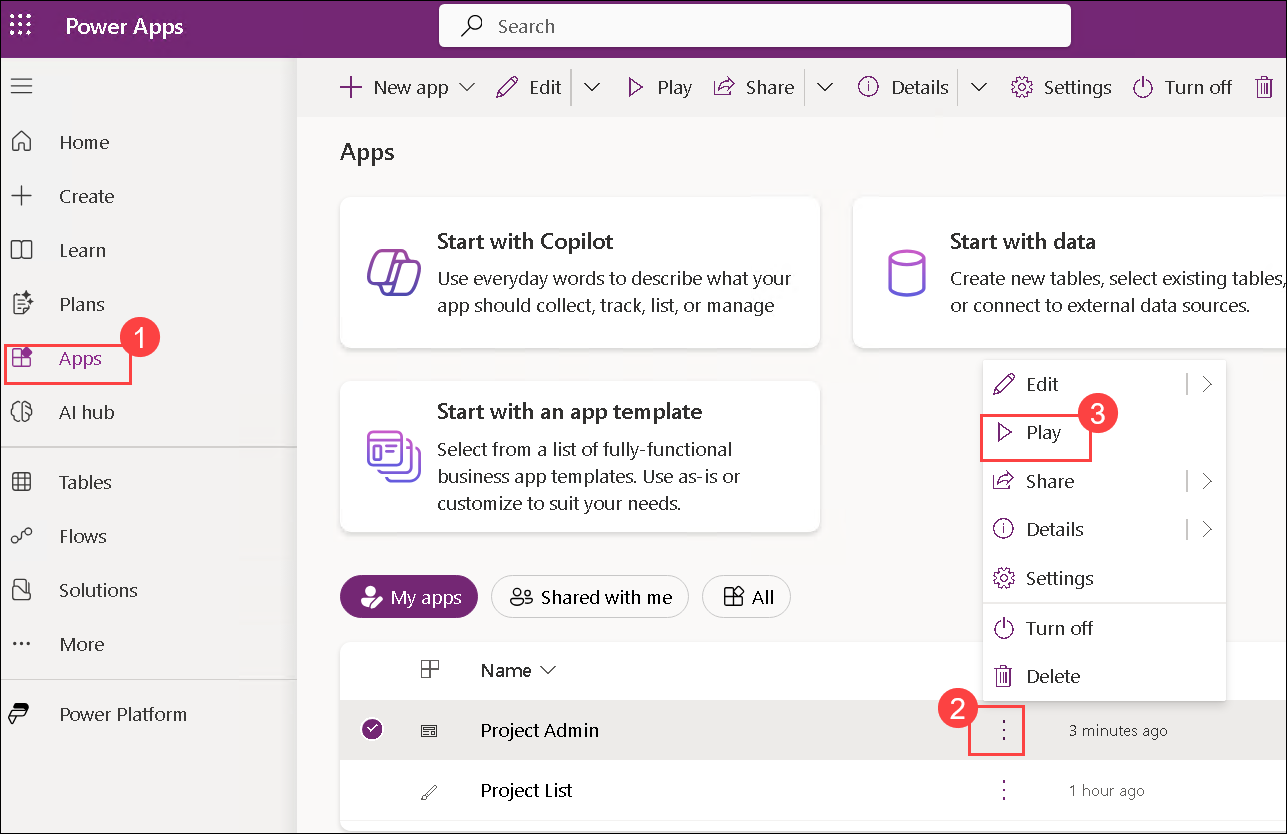 Power Apps
Search
New app
Edit
Play
Share
Details
Settings
Turn off
Home
Create
Learn
Plans
1
Apps
AI hub
Tables
Flows
Solutions
More
Power Platform
Apps
Start with Copilot
Use everyday words to describe what your
app should collect, track, list, or manage
Start with data
Create new tables, select existing tables,
or connect to external data sources.
Start with an app template
Select from a list of fully-functional
business app templates. Use as-is or
customize to suit your needs.
Edit
3
Play
Share
Details
Settings
Turn off
Delete
My apps
Shared with me
All
Name
2
Project Admin
3 minutes ago
Project List
1 hour ago